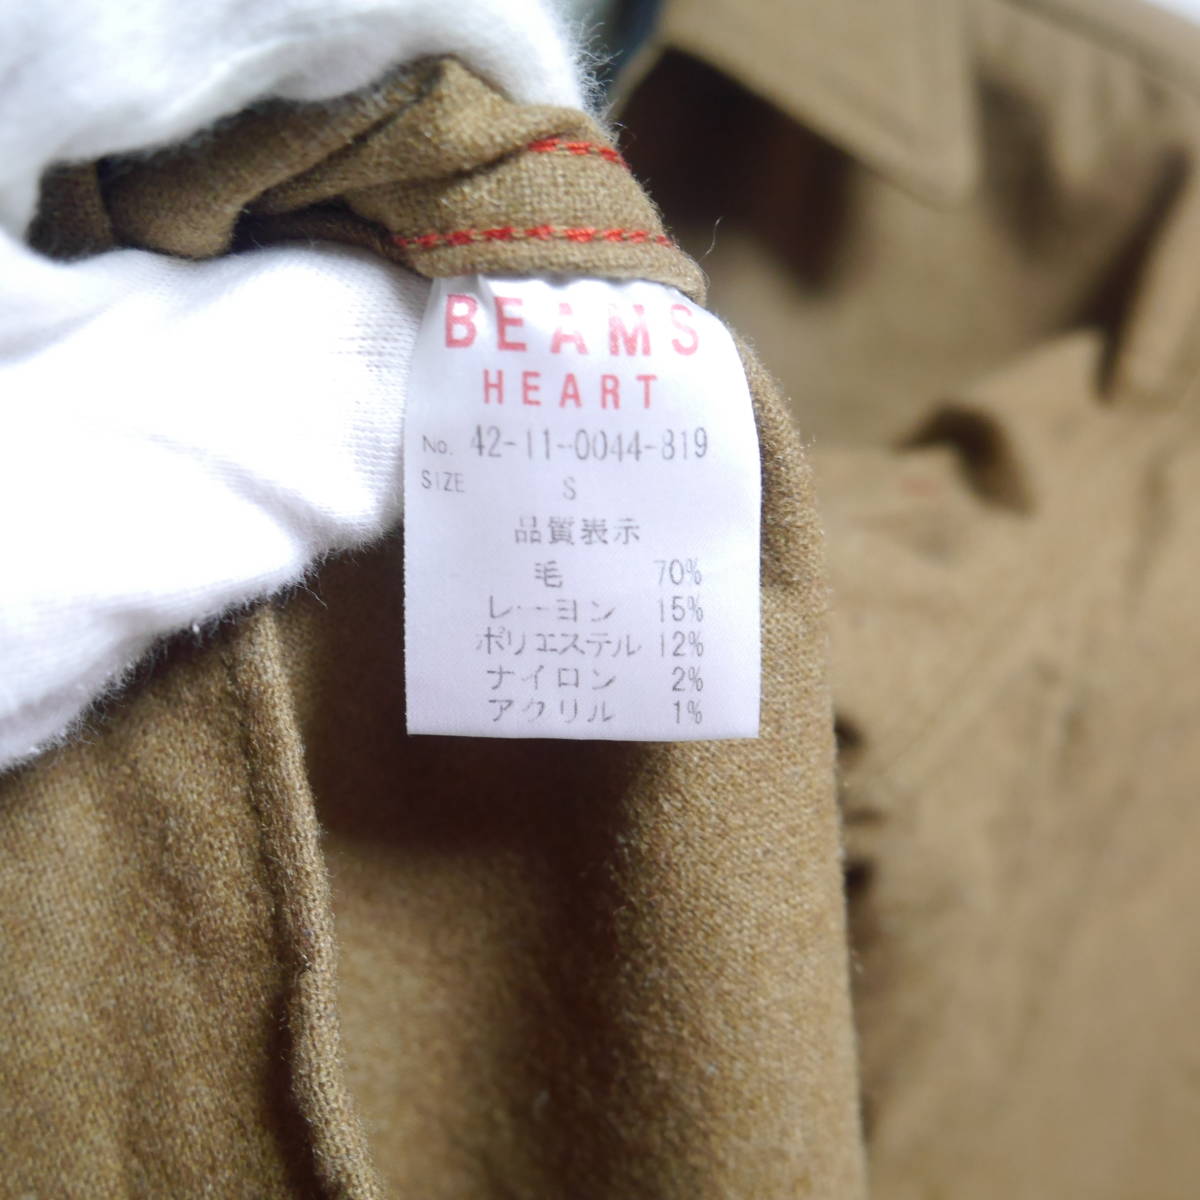 BEAMS
HEART
No. 42-11-0044-819
SIZE S
品質表示
毛 70%
レーヨン 15%
ポリエステル 12%
ナイロン 2%
アクリル 1%